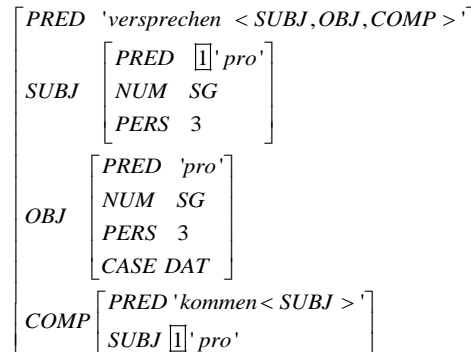 PRED 'versprechen < SUBJ, OBJ, COMP > '
PRED 1 ' pro '
SUBJ NUM SG
PERS 3
PRED 'pro'
NUM SG
OBJ PERS 3
CASE DAT
PRED 'kommen < SUBJ > '
COMP
SUBJ 1 ' pro '